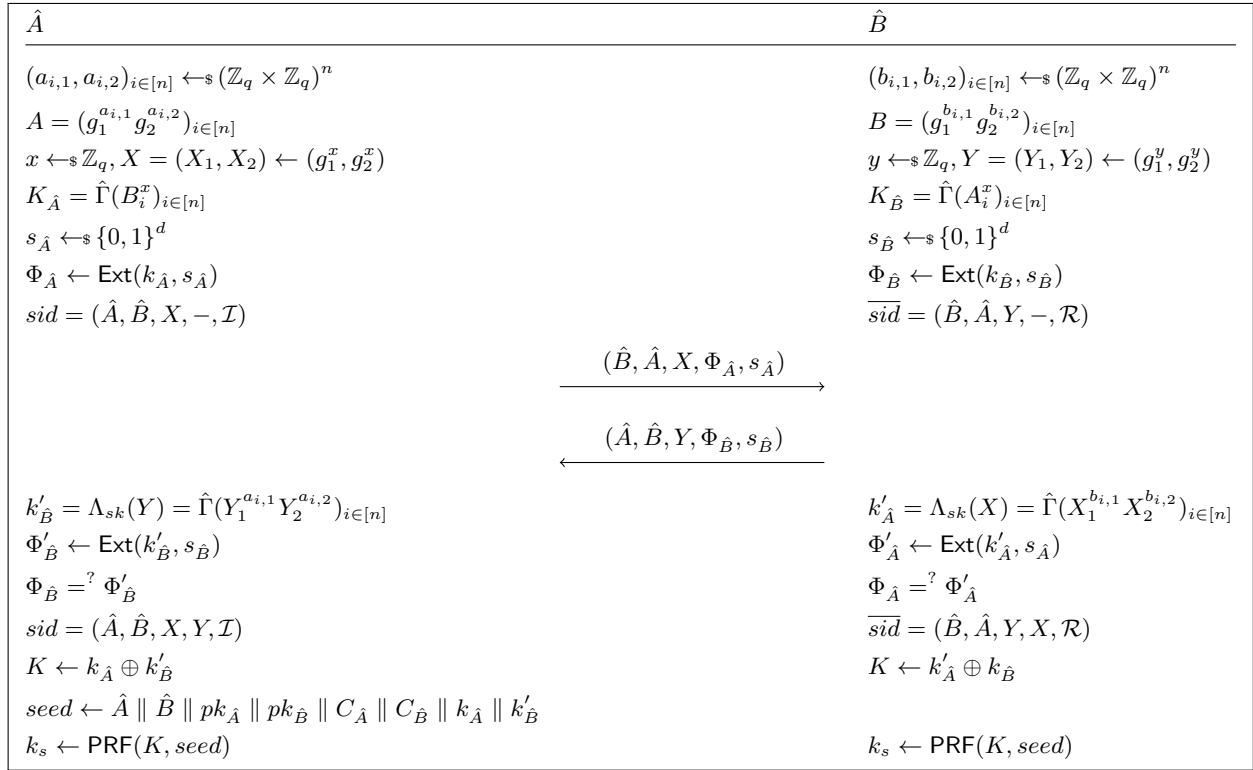 Â B̂
(a_{i,1}, a_{i,2})_{i∈[n]} ←$ (ℤ_q × ℤ_q)^n (b_{i,1}, b_{i,2})_{i∈[n]} ←$ (ℤ_q × ℤ_q)^n
A = (g_1^{a_{i,1}} g_2^{a_{i,2}})_{i∈[n]} B = (g_1^{b_{i,1}} g_2^{b_{i,2}})_{i∈[n]}
x ←$ ℤ_q, X = (X_1, X_2) ← (g_1^x, g_2^x) y ←$ ℤ_q, Y = (Y_1, Y_2) ← (g_1^y, g_2^y)
K_Â = Γ̂(B_i^x)_{i∈[n]} K_B̂ = Γ̂(A_i^x)_{i∈[n]}
s_Â ←$ {0, 1}^d s_B̂ ←$ {0, 1}^d
Φ_Â ← Ext(k_Â, s_Â) Φ_B̂ ← Ext(k_B̂, s_B̂)
sid = (Â, B̂, X, −, ℐ) \overline{sid} = (B̂, Â, Y, −, ℛ)
(B̂, Â, X, Φ_Â, s_Â)
(Â, B̂, Y, Φ_B̂, s_B̂)
k′_B̂ = Λ_{sk}(Y) = Γ̂(Y_1^{a_{i,1}} Y_2^{a_{i,2}})_{i∈[n]} k′_Â = Λ_{sk}(X) = Γ̂(X_1^{b_{i,1}} X_2^{b_{i,2}})_{i∈[n]}
Φ′_B̂ ← Ext(k′_B̂, s_B̂) Φ′_Â ← Ext(k′_Â, s_Â)
Φ_B̂ =^? Φ′_B̂ Φ_Â =^? Φ′_Â
sid = (Â, B̂, X, Y, ℐ) \overline{sid} = (B̂, Â, Y, X, ℛ)
K ← k_Â ⊕ k′_B̂ K ← k′_Â ⊕ k_B̂
seed ← Â ∥ B̂ ∥ pk_Â ∥ pk_B̂ ∥ C_Â ∥ C_B̂ ∥ k_Â ∥ k′_B̂
k_s ← PRF(K, seed) k_s ← PRF(K, seed)